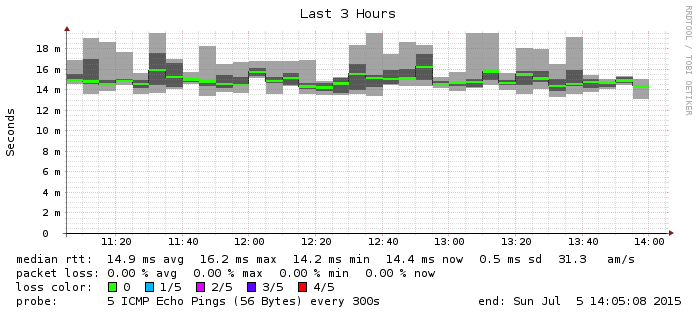 Last 3 Hours
RRDTOOL / TOBI OETIKER
Seconds
18 m
16 m
14 m
12 m
10 m
8 m
6 m
4 m
2 m
0
11:20 11:40 12:00 12:20 12:40 13:00 13:20 13:40 14:00
median rtt: 14.9 ms avg 16.2 ms max 14.2 ms min 14.4 ms now 0.5 ms sd 31.3 am/s
packet loss: 0.00 % avg 0.00 % max 0.00 % min 0.00 % now
loss color: 0 1/5 2/5 3/5 4/5
probe: 5 ICMP Echo Pings (56 Bytes) every 300s end: Sun Jul 5 14:05:08 2015